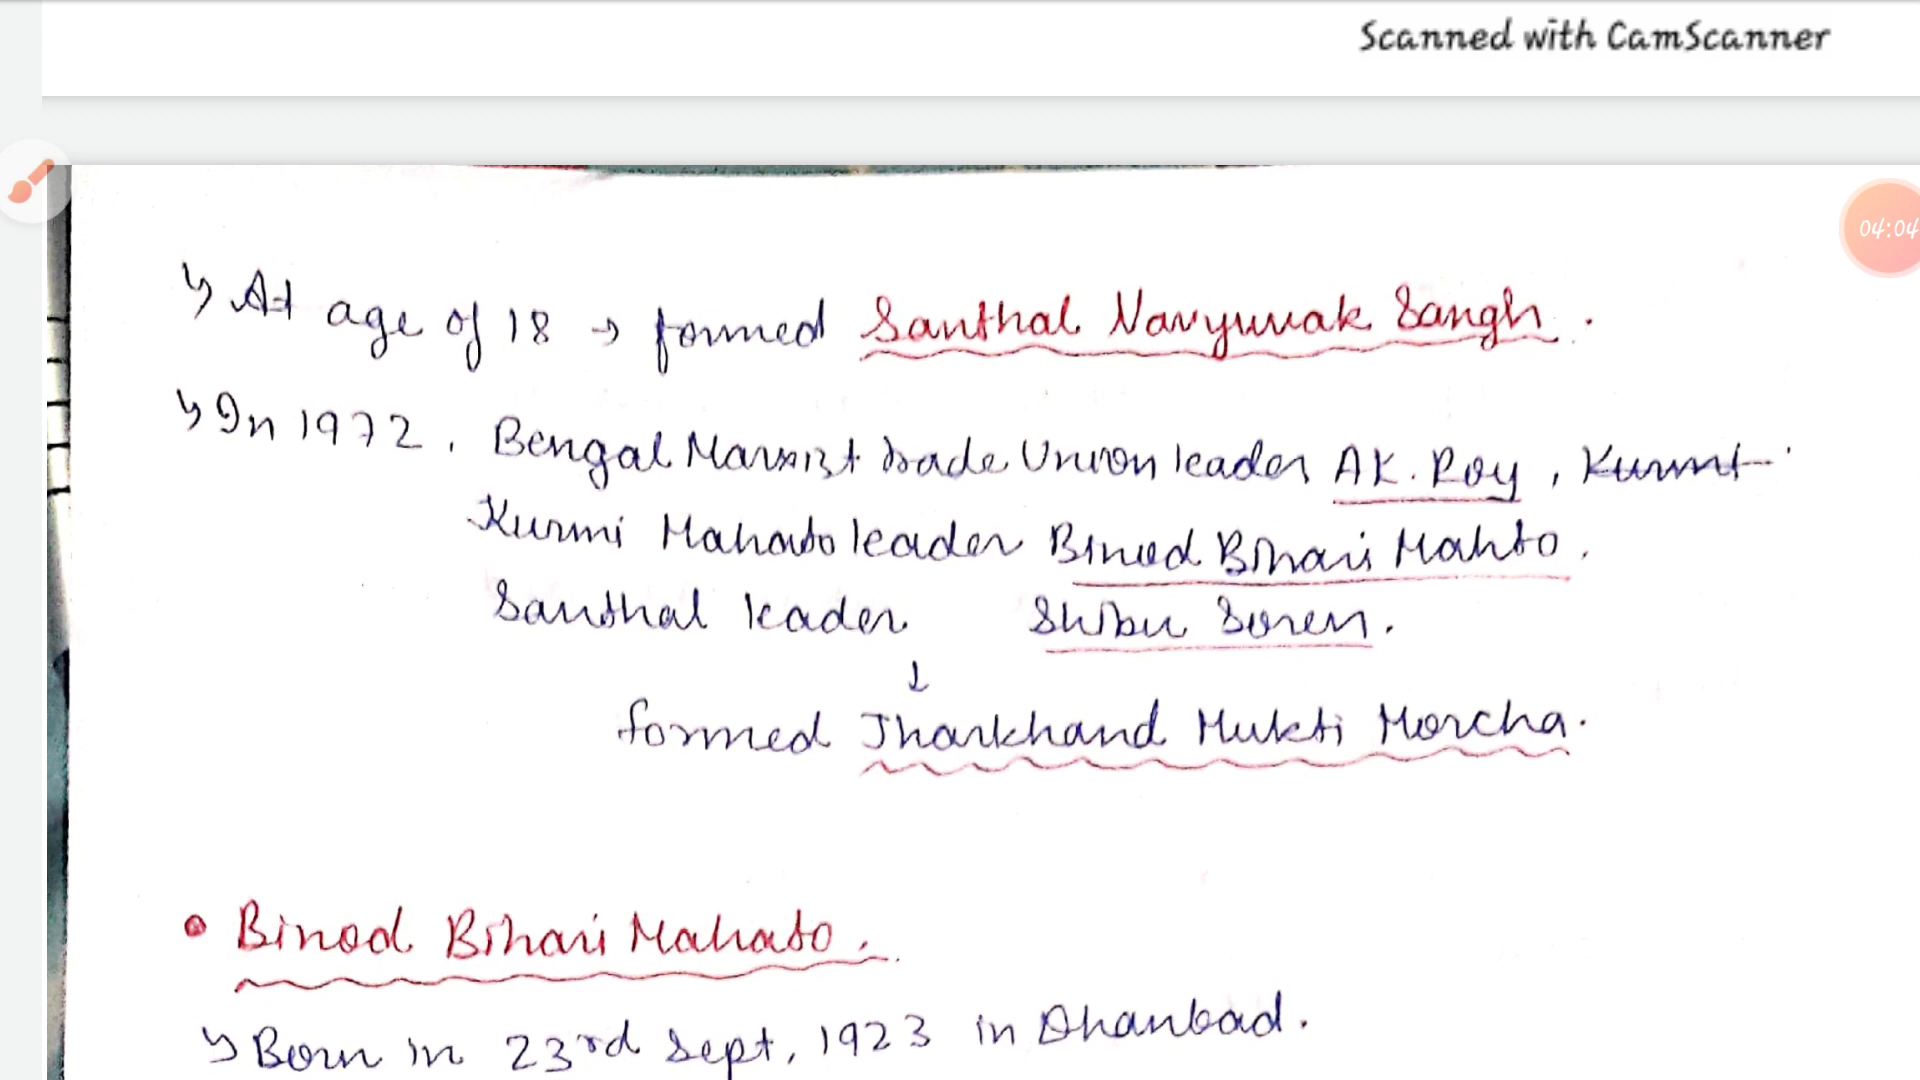 Scanned with CamScanner
04:04
↳ At age of 18 → formed Santhal Navyuvak Sangh.
↳ In 1972, Bengal Marxist trade Union leader AK. Roy, Kurmi
Kurmi Mahato leader Binod Bihari Mahto,
Santhal leader Shibu Soren.
↓
formed Jharkhand Mukti Morcha.
• Binod Bihari Mahato.
↳ Born in 23rd Sept, 1923 in Dhanbad.